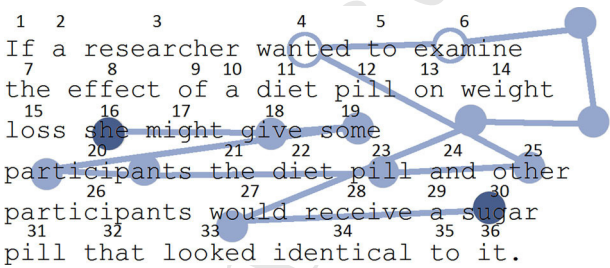 1 2 3 4 5 6
If a researcher wanted to examine
7 8 9 10 11 12 13 14
the effect of a diet pill on weight
15 16 17 18 19
loss she might give some
20 21 22 23 24 25
participants the diet pill and other
26 27 28 29 30
participants would receive a sugar
31 32 33 34 35 36
pill that looked identical to it.